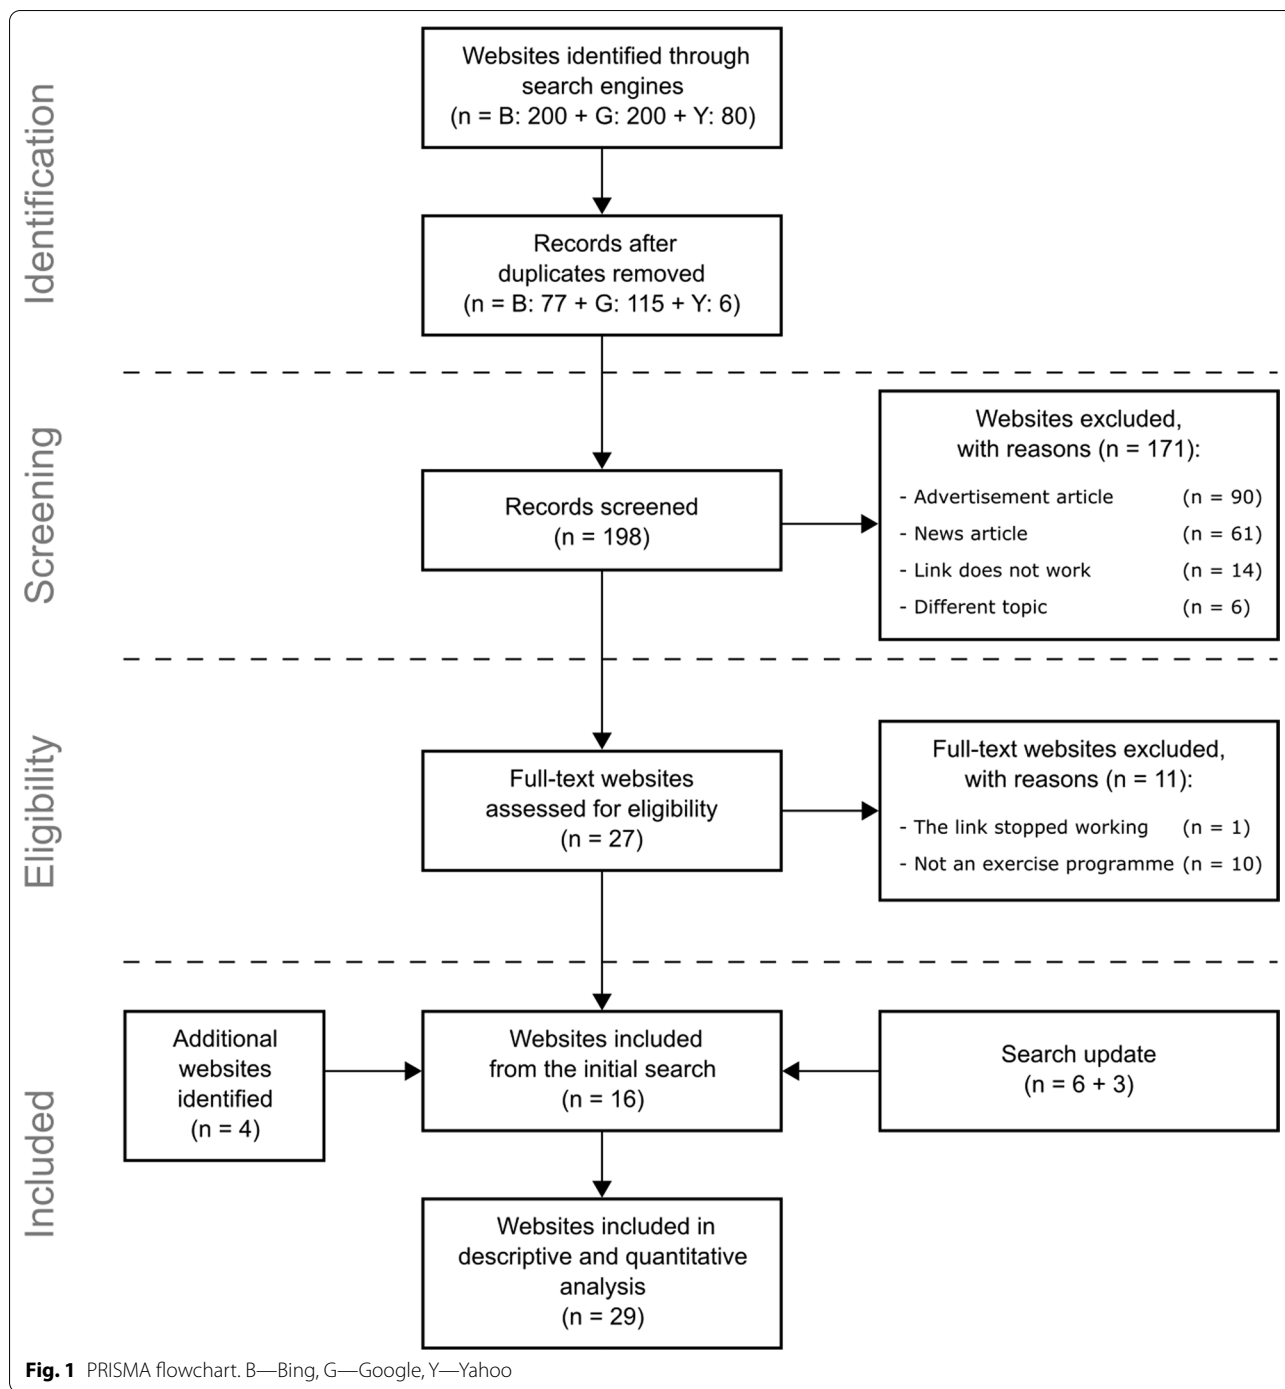 Identification
Websites identified through
search engines
(n = B: 200 + G: 200 + Y: 80)
Records after
duplicates removed
(n = B: 77 + G: 115 + Y: 6)
Screening
Records screened
(n = 198)
Websites excluded,
with reasons (n = 171):
- Advertisement article (n = 90)
- News article (n = 61)
- Link does not work (n = 14)
- Different topic (n = 6)
Eligibility
Full-text websites
assessed for eligibility
(n = 27)
Full-text websites excluded,
with reasons (n = 11):
- The link stopped working (n = 1)
- Not an exercise programme (n = 10)
Included
Additional
websites
identified
(n = 4)
Websites included
from the initial search
(n = 16)
Search update
(n = 6 + 3)
Websites included in
descriptive and quantitative
analysis
(n = 29)
Fig. 1 PRISMA flowchart. B—Bing, G—Google, Y—Yahoo